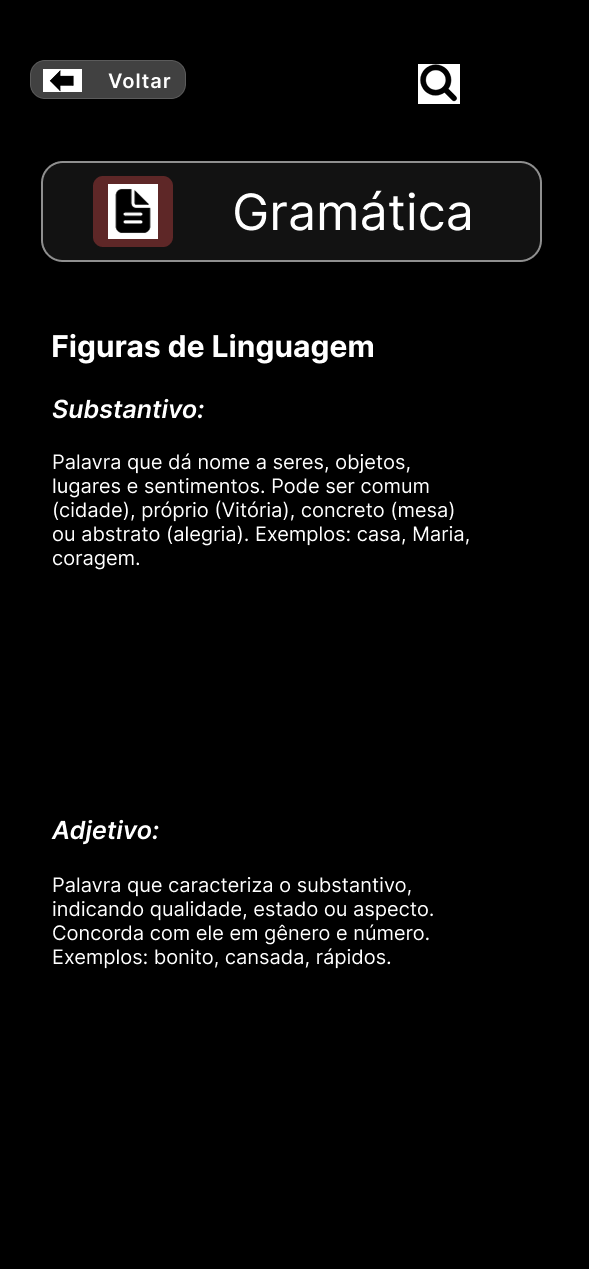 Voltar
Gramática
Figuras de Linguagem
Substantivo:
Palavra que dá nome a seres, objetos,
lugares e sentimentos. Pode ser comum
(cidade), próprio (Vitória), concreto (mesa)
ou abstrato (alegria). Exemplos: casa, Maria,
coragem.
Adjetivo:
Palavra que caracteriza o substantivo,
indicando qualidade, estado ou aspecto.
Concorda com ele em gênero e número.
Exemplos: bonito, cansada, rápidos.